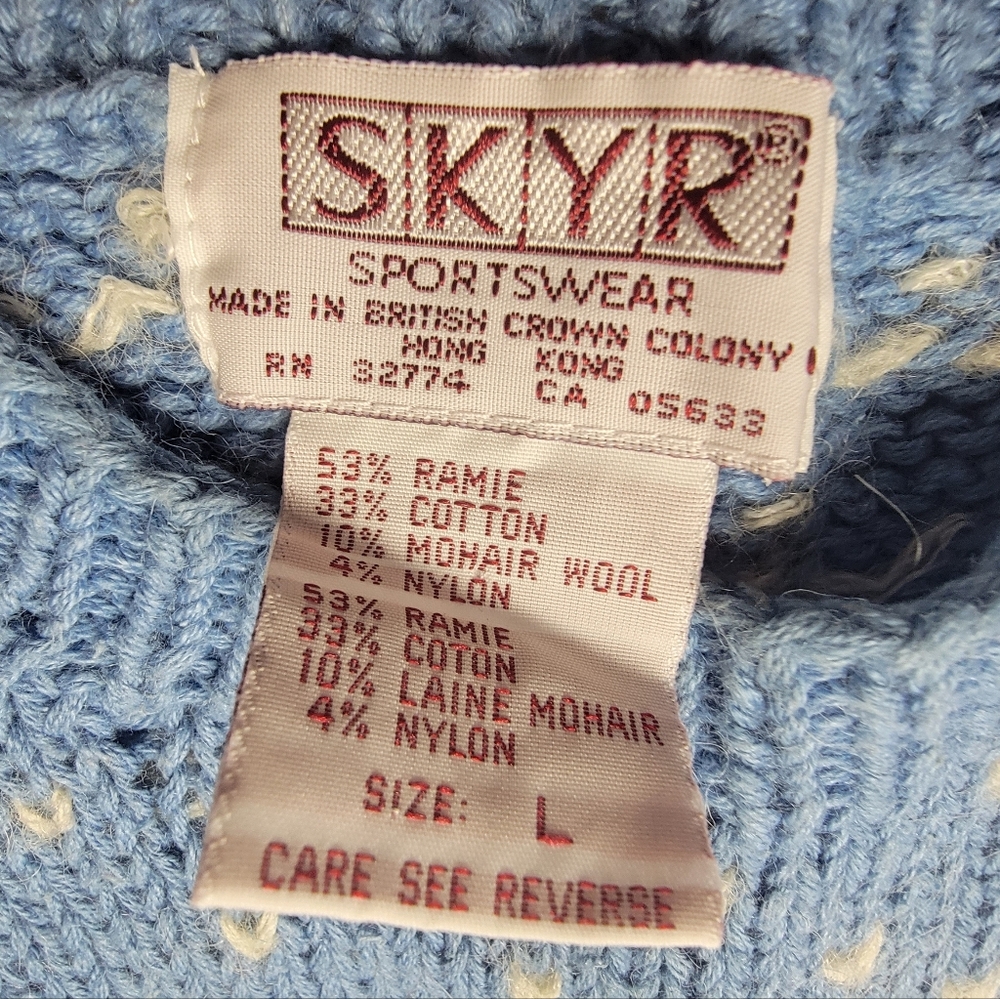 SKYR®
SPORTSWEAR
MADE IN BRITISH CROWN COLONY
HONG KONG
RN 32774 CA 05633
53% RAMIE
33% COTTON
10% MOHAIR WOOL
4% NYLON
53% RAMIE
33% COTON
10% LAINE MOHAIR
4% NYLON
SIZE: L
CARE SEE REVERSE